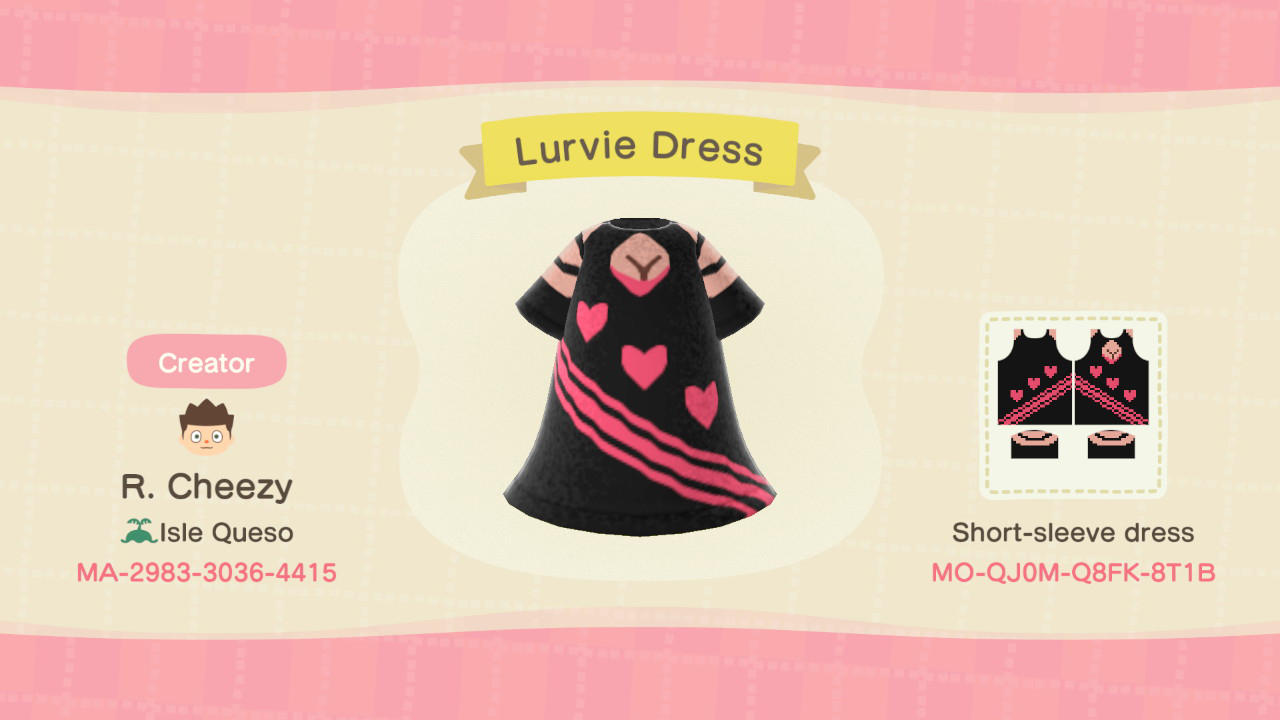 Lurvie Dress
Creator
R. Cheezy
Isle Queso
MA-2983-3036-4415
Short-sleeve dress
MO-QJ0M-Q8FK-8T1B